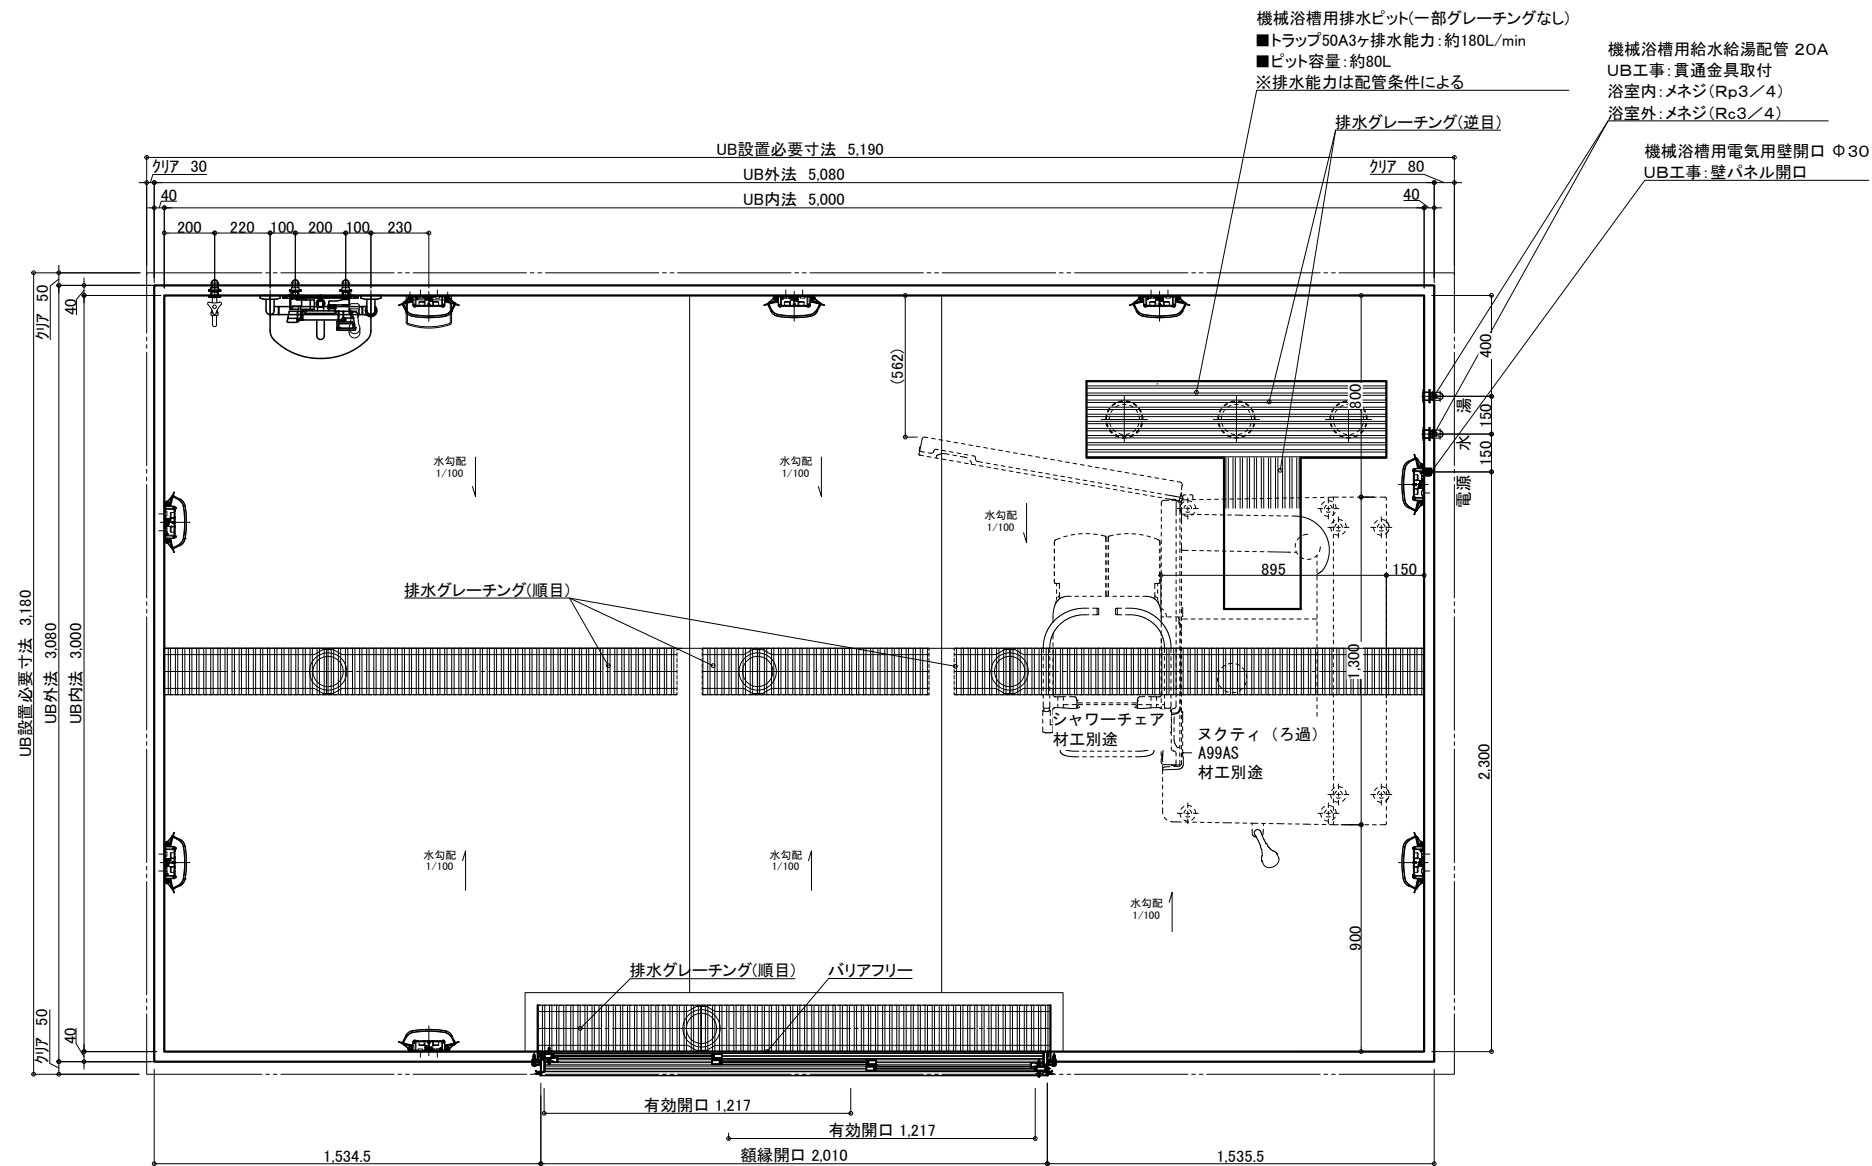 機械浴槽用排水ピット(一部グレーチングなし)
■トラップ50A3ヶ排水能力:約180L/min
■ピット容量:約80L
※排水能力は配管条件による
機械浴槽用給水給湯配管 20A
UB工事:貫通金具取付
浴室内:メネジ(Rp3/4)
浴室外:メネジ(Rc3/4)
排水グレーチング(逆目)
機械浴槽用電気用壁開口 Φ30
UB工事:壁パネル開口
UB設置必要寸法 5,190
クリア 30
UB外法 5,080
クリア 80
40
UB内法 5,000
40
200
220
100
200
100
230
クリア 50
40
400
(562)
800
湯
150
水
150
電源
水勾配
1/100
水勾配
1/100
水勾配
1/100
895
150
排水グレーチング(順目)
UB設置必要寸法 3,180
UB外法 3,080
UB内法 3,000
1,300
シャワーチェア
材工別途
ヌクティ (ろ過)
A99AS
材工別途
2,300
水勾配
1/100
水勾配
1/100
水勾配
1/100
900
排水グレーチング(順目)
バリアフリー
クリア 50
40
有効開口 1,217
有効開口 1,217
1,534.5
額縁開口 2,010
1,535.5